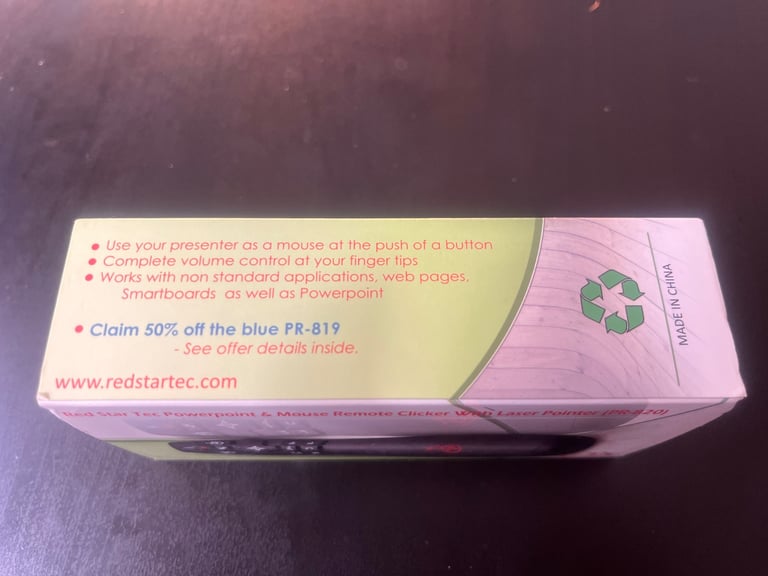 Use your presenter as a mouse at the push of a button
Complete volume control at your finger tips
Works with non standard applications, web pages,
Smartboards as well as Powerpoint
Claim 50% off the blue PR-819
- See offer details inside.
www.redstartec.com
MADE IN CHINA
Red Star Tec Powerpoint & Mouse Remote Clicker With Laser Pointer (PR-820)